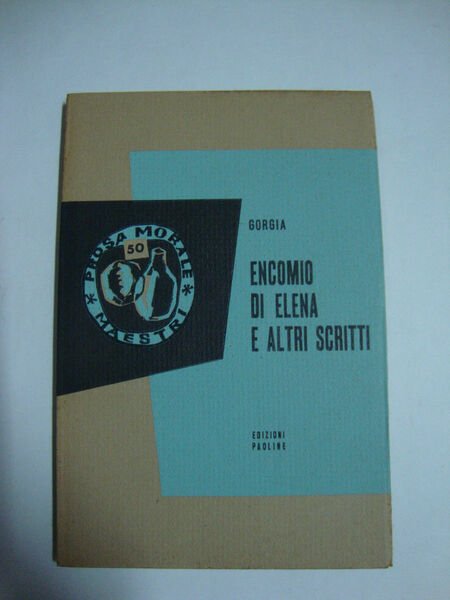 PROSA MORALE
50
* MAESTRI *
GORGIA
ENCOMIO
DI ELENA
E ALTRI SCRITTI
EDIZIONI
PAOLINE